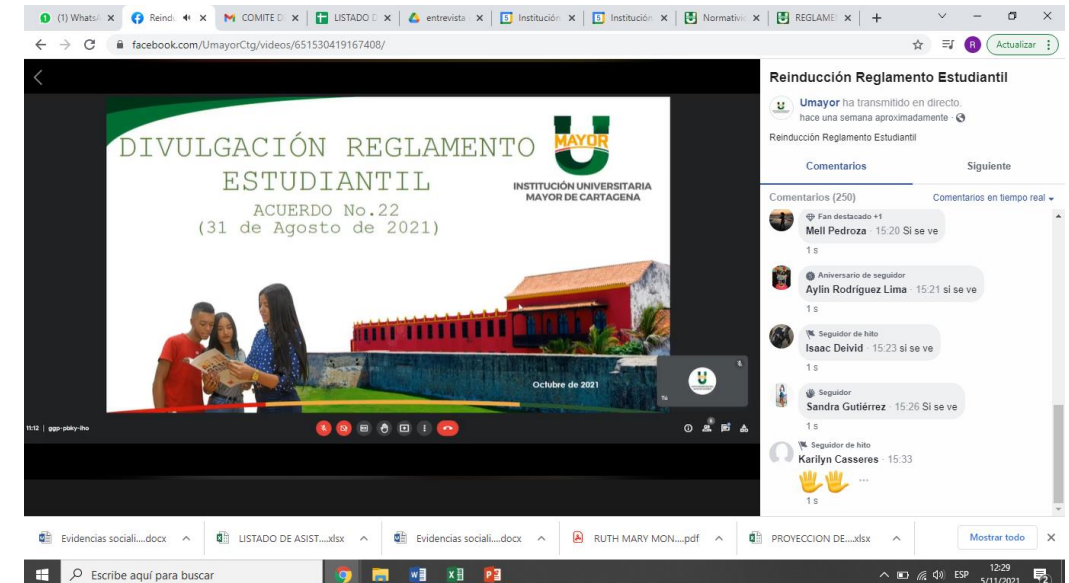 (1) WhatsA
Reindu
COMITE DE
LISTADO D
entrevista
Institución
Institución
Normativi
REGLAME
facebook.com/UmayorCtg/videos/651530419167408/
R
Actualizar
DIVULGACIÓN REGLAMENTO
ESTUDIANTIL
ACUERDO No.22
(31 de Agosto de 2021)
U
MAYOR
INSTITUCIÓN UNIVERSITARIA
MAYOR DE CARTAGENA
Octubre de 2021
Tú
11:12 | ggp-pbky-iho
Reinducción Reglamento Estudiantil
Umayor ha transmitido en directo.
hace una semana aproximadamente ·
Reinducción Reglamento Estudiantil
Comentarios
Siguiente
Comentarios (250)
Comentarios en tiempo real
Fan destacado +1
Mell Pedroza · 15:20 Si se ve
1 s
Aniversario de seguidor
Aylin Rodríguez Lima · 15:21 si se ve
1 s
Seguidor de hito
Isaac Deivid · 15:23 si se ve
1 s
Seguidor
Sandra Gutiérrez · 15:26 Si se ve
1 s
Seguidor de hito
Karilyn Casseres · 15:33
1 s
Evidencias sociali....docx
LISTADO DE ASIST....xlsx
Evidencias sociali....docx
RUTH MARY MON....pdf
PROYECCION DE....xlsx
Mostrar todo
Escribe aquí para buscar
ESP
12:29
5/11/2021
2